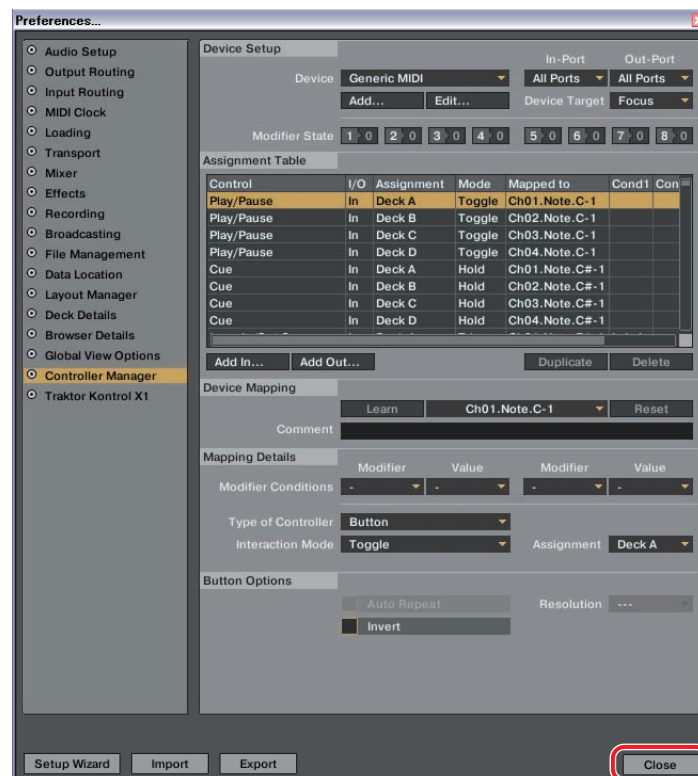 Preferences...
Audio Setup
Output Routing
Input Routing
MIDI Clock
Loading
Transport
Mixer
Effects
Recording
Broadcasting
File Management
Data Location
Layout Manager
Deck Details
Browser Details
Global View Options
Controller Manager
Traktor Kontrol X1
Device Setup
In-Port Out-Port
Device Generic MIDI All Ports All Ports
Add... Edit... Device Target Focus
Modifier State 1 0 2 0 3 0 4 0 5 0 6 0 7 0 8 0
Assignment Table
Control I/O Assignment Mode Mapped to Cond1 Con
Play/Pause In Deck A Toggle Ch01.Note.C-1
Play/Pause In Deck B Toggle Ch02.Note.C-1
Play/Pause In Deck C Toggle Ch03.Note.C-1
Play/Pause In Deck D Toggle Ch04.Note.C-1
Cue In Deck A Hold Ch01.Note.C#-1
Cue In Deck B Hold Ch02.Note.C#-1
Cue In Deck C Hold Ch03.Note.C#-1
Cue In Deck D Hold Ch04.Note.C#-1
Add In... Add Out... Duplicate Delete
Device Mapping
Learn Ch01.Note.C-1 Reset
Comment
Mapping Details
Modifier Value Modifier Value
Modifier Conditions - - - -
Type of Controller Button
Interaction Mode Toggle Assignment Deck A
Button Options
Auto Repeat Resolution ---
Invert
Setup Wizard Import Export Close